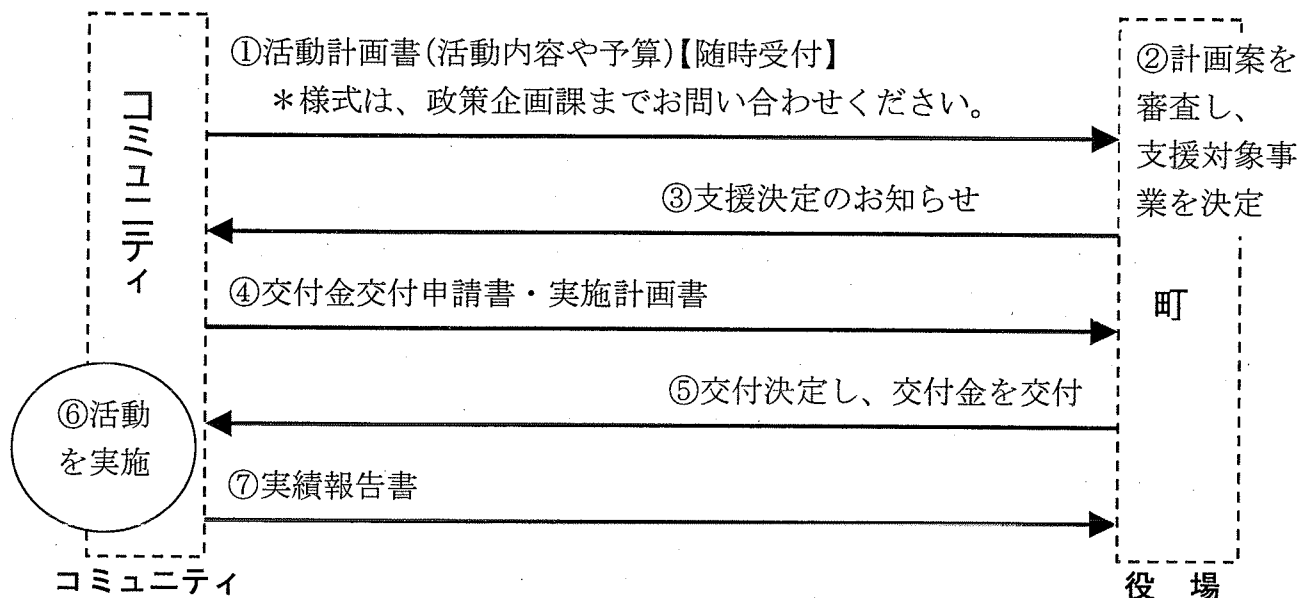 ①活動計画書(活動内容や予算)【随時受付】
＊様式は、政策企画課までお問い合わせください。
コミュニティ
②計画案を
審査し、
支援対象事
業を決定
③支援決定のお知らせ
④交付金交付申請書・実施計画書
町
⑤交付決定し、交付金を交付
⑥活動
を実施
⑦実績報告書
コミュニティ
役 場